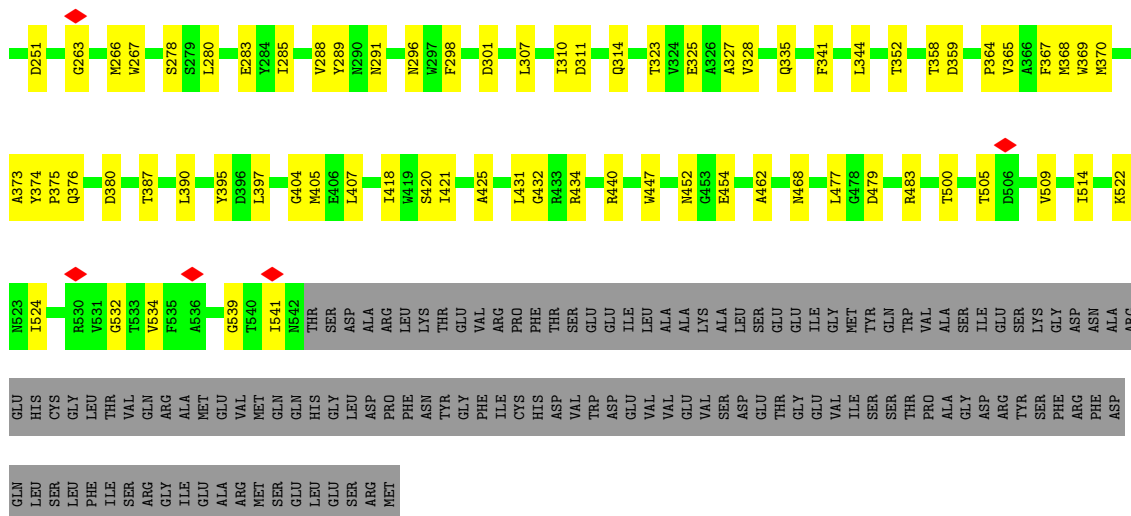 D251 G263 M266 W267 S278 S279 L280 E283 Y284 I285 V288 Y289 N290 N291 N296 W297 F298 D301 L307 I310 D311 Q314 T323 V324 E325 A326 A327 V328 Q335 F341 L344 T352 T358 D359 P364 V365 A366 F367 M368 W369 M370
A373 Y374 P375 Q376 D380 T387 L390 Y395 D396 L397 G404 M405 E406 L407 I418 W419 S420 I421 A425 L431 G432 R433 R434 R440 W447 N452 G453 E454 A462 N468 L477 G478 D479 R483 T500 T505 D506 V509 I514 K522
N523 I524 R530 V531 G532 T533 V534 F535 A536 G539 T540 I541 N542 THR SER ASP ALA ARG LEU LYS THR GLU VAL ARG PRO PHE THR SER GLU GLU ILE LEU ALA ALA LYS ALA LEU SER GLU GLU ILE GLY MET TYR GLN TRP VAL ALA SER ILE GLU SER LYS GLY ASP ASN ALA ARG
GLU HIS CYS GLY LEU THR VAL GLN ARG ALA MET GLU VAL MET GLN GLN HIS GLY LEU ASP PRO PHE ASN TYR GLY PHE ILE CYS HIS ASP VAL TRP ASP GLU VAL VAL GLU VAL SER ASP GLU THR GLY GLU VAL ILE SER SER THR PRO ALA GLY ASP ARG TYR SER PHE ARG PHE ASP
GLN LEU SER LEU PHE ILE SER ARG GLY ILE GLU ALA ARG MET SER GLU LEU GLU SER ARG MET